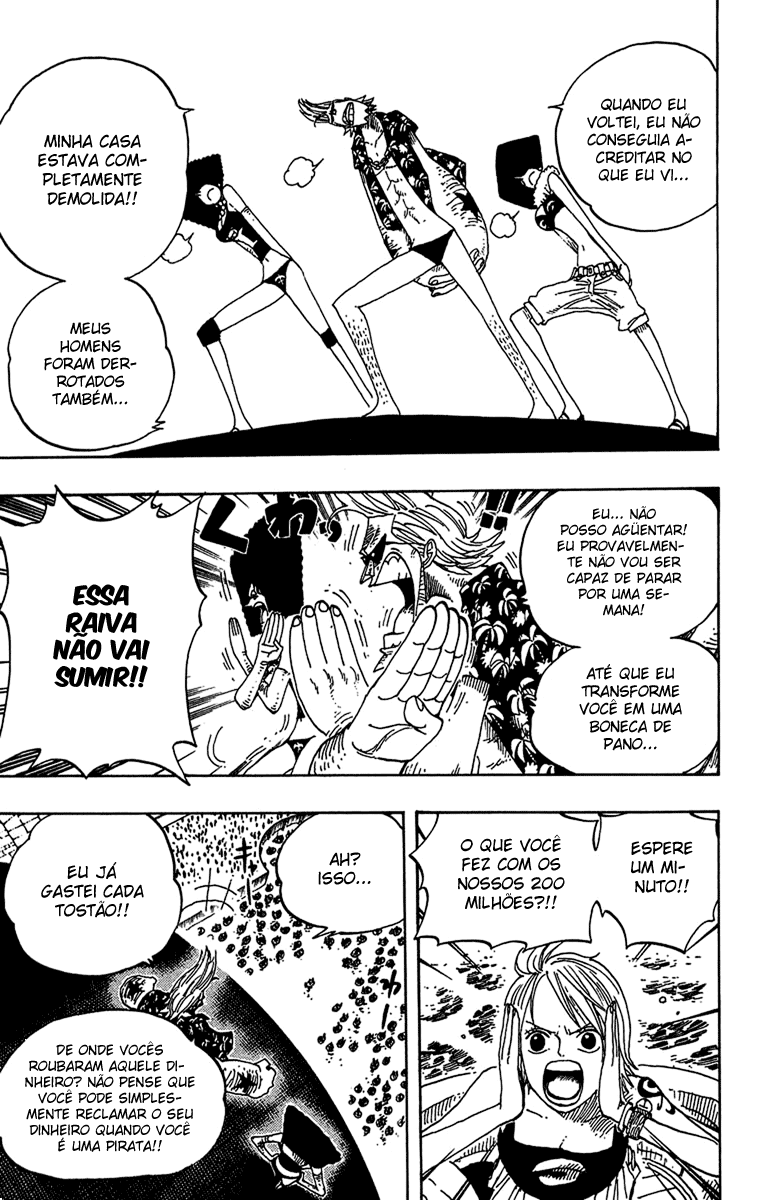 QUANDO EU
VOLTEI, EU NÃO
CONSEGUIA A-
CREDITAR NO
QUE EU VI...
MINHA CASA
ESTAVA COM-
PLETAMENTE
DEMOLIDA!!
MEUS
HOMENS
FORAM DER-
ROTADOS
TAMBÉM...
EU... NÃO
POSSO AGÜENTAR!
EU PROVAVELMEN-
TE NÃO VOU SER
CAPAZ DE PARAR
POR UMA SE-
MANA!
ATÉ QUE EU
TRANSFORME
VOCÊ EM UMA
BONECA DE
PANO...
!!
くわっ
ESSA
RAIVA
NÃO VAI
SUMIR!!
ESPERE
UM MI-
NUTO!!
O QUE VOCÊ
FEZ COM OS
NOSSOS 200
MILHÕES?!!
AH?
ISSO...
EU JÁ
GASTEI CADA
TOSTÃO!!
DE ONDE VOCÊS
ROUBARAM AQUELE DI-
NHEIRO? NÃO PENSE QUE
VOCÊ PODE SIMPLES-
MENTE RECLAMAR O SEU
DINHEIRO QUANDO VOCÊ
É UMA PIRATA!!